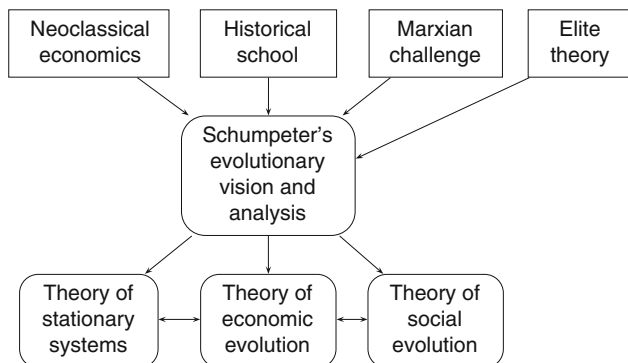 Neoclassical
economics
Historical
school
Marxian
challenge
Elite
theory
Schumpeter's
evolutionary
vision and
analysis
Theory of
stationary
systems
Theory of
economic
evolution
Theory of
social
evolution